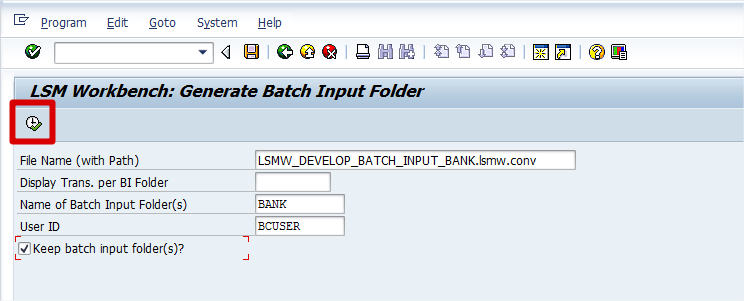 Program Edit Goto System Help
LSM Workbench: Generate Batch Input Folder
File Name (with Path) LSMW_DEVELOP_BATCH_INPUT_BANK.lsmw.conv
Display Trans. per BI Folder
Name of Batch Input Folder(s) BANK
User ID BCUSER
Keep batch input folder(s)?